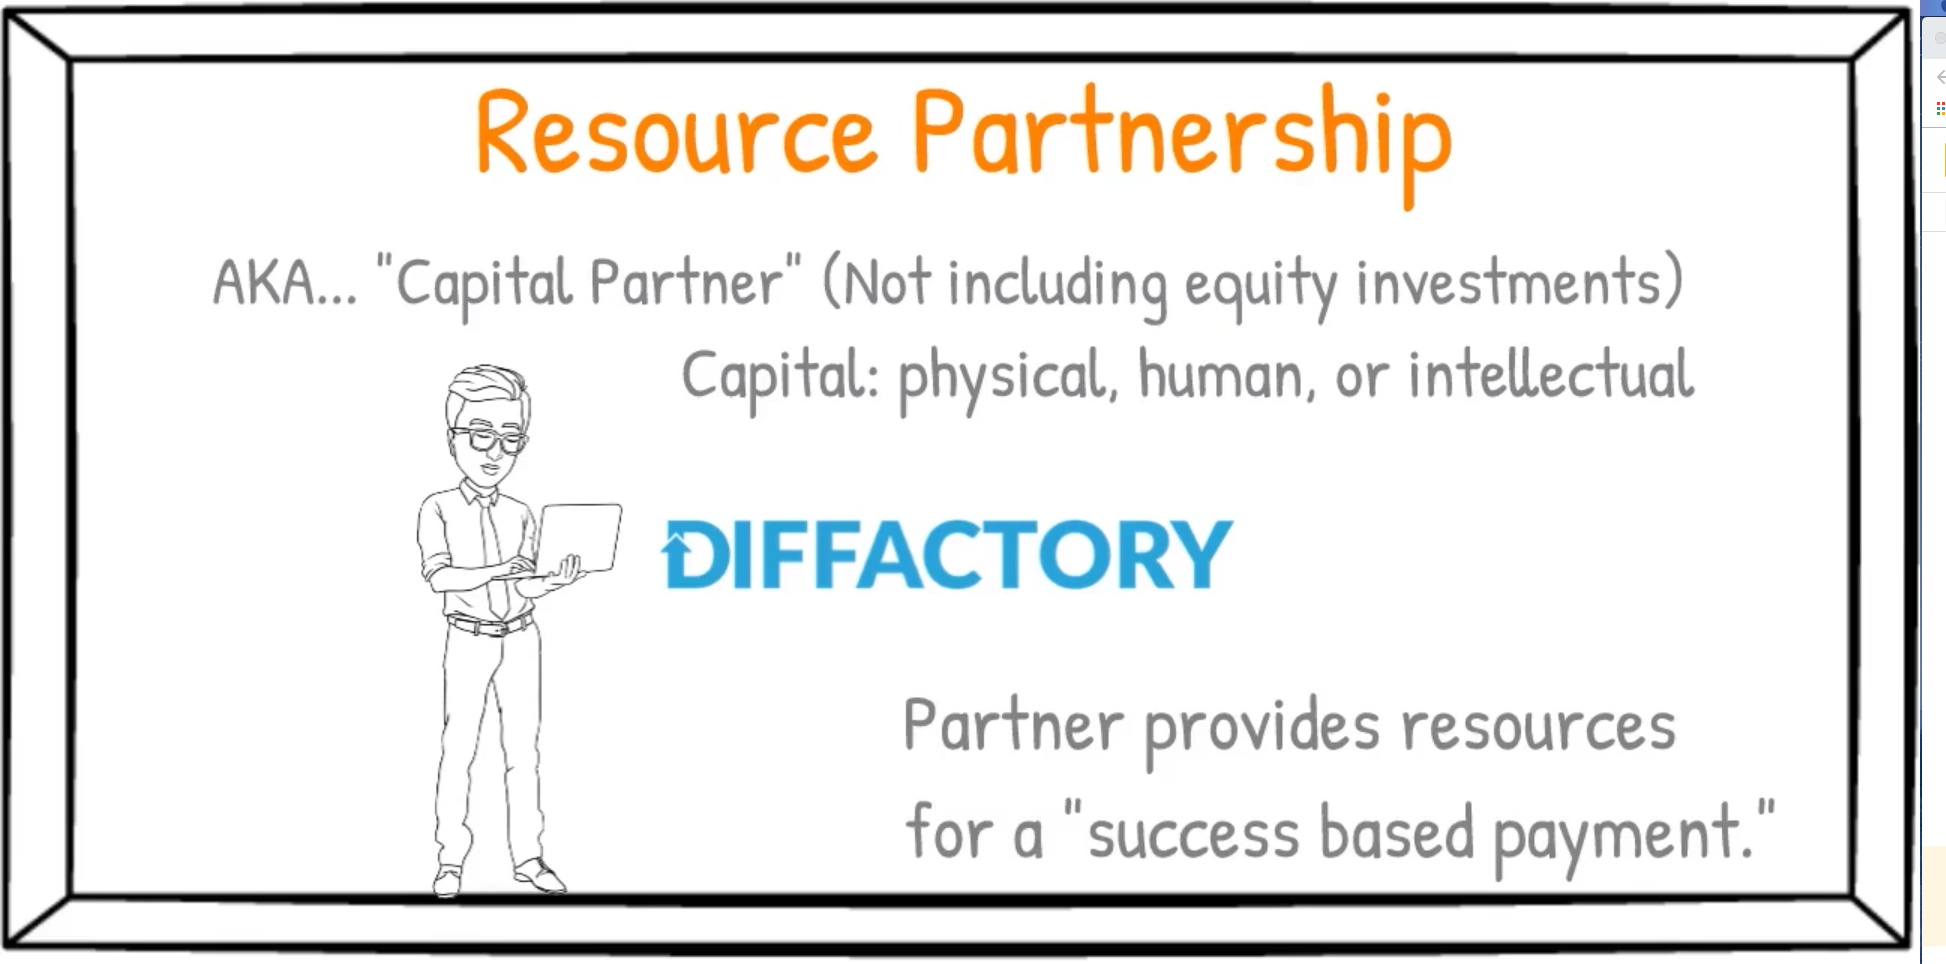 Resource Partnership
AKA... "Capital Partner" (Not including equity investments)
Capital: physical, human, or intellectual
DIFFACTORY
Partner provides resources
for a "success based payment."